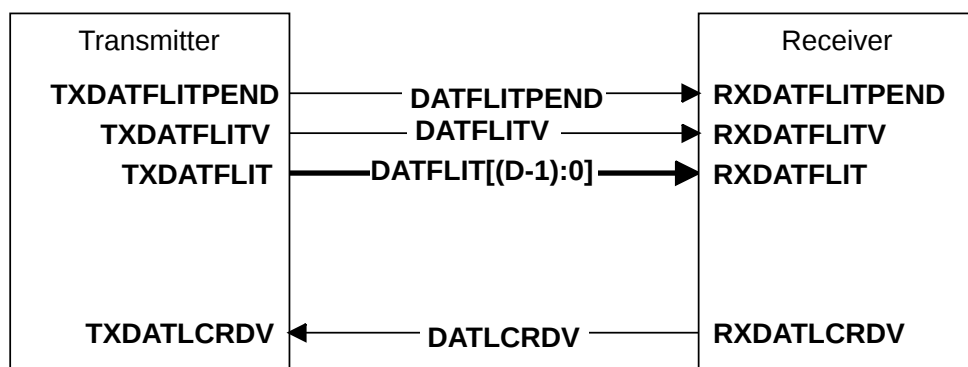 Transmitter Receiver
TXDATFLITPEND DATFLITPEND RXDATFLITPEND
TXDATFLITV DATFLITV RXDATFLITV
TXDATFLIT DATFLIT[(D-1):0] RXDATFLIT
TXDATLCRDV DATLCRDV RXDATLCRDV